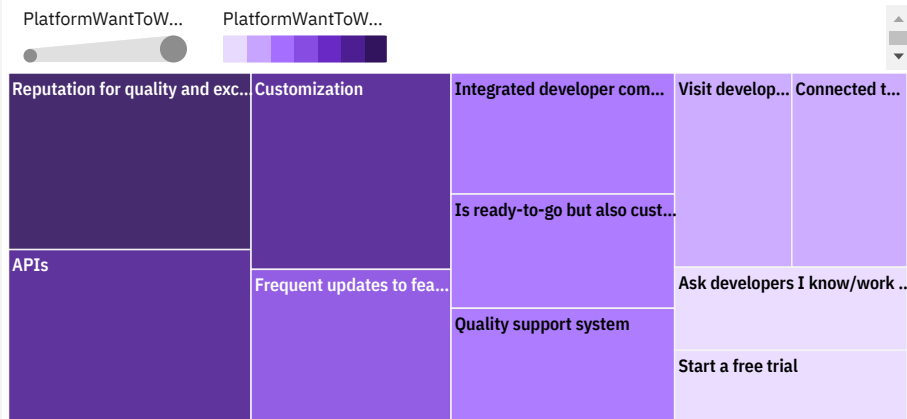 PlatformWantToW...
PlatformWantToW...
Reputation for quality and exc...
Customization
Integrated developer com...
Visit develop...
Connected t...
Is ready-to-go but also cust...
APIs
Frequent updates to fea...
Ask developers I know/work ..
Quality support system
Start a free trial